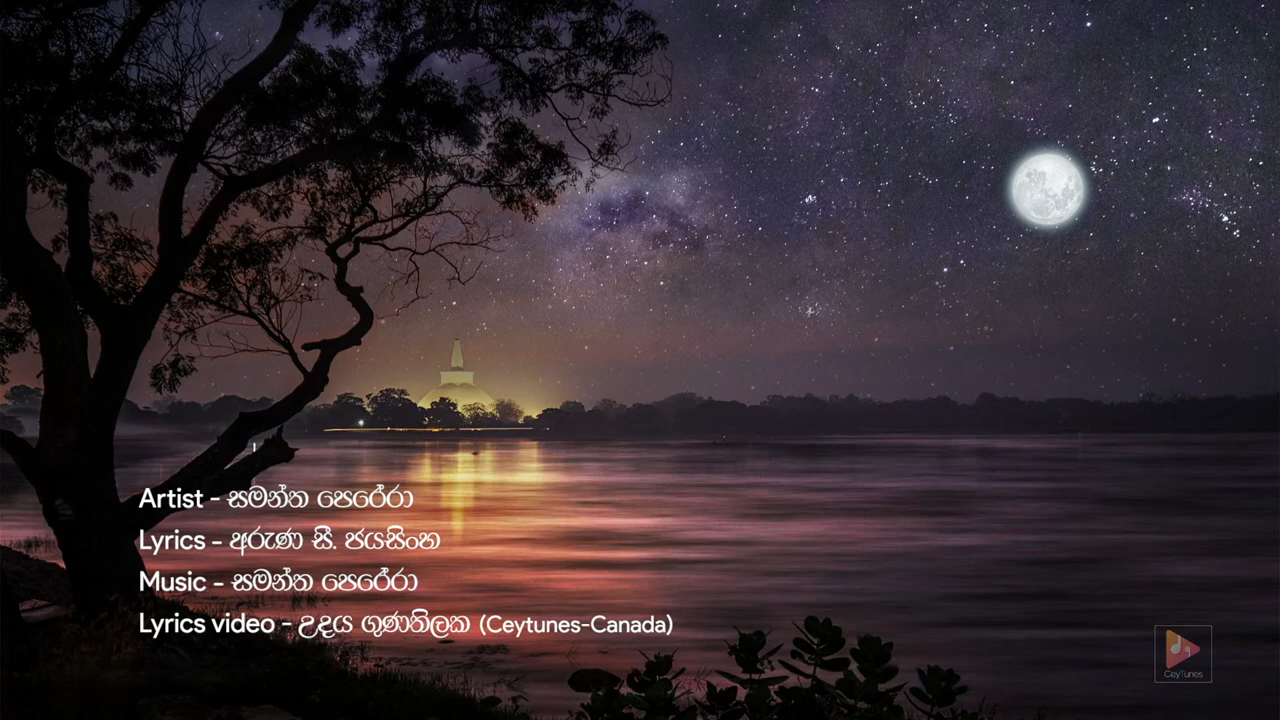 Artist - සමන්ත පෙරේරා
Lyrics - අරුණ සී. ජයසිංහ
Music - සමන්ත පෙරේරා
Lyrics video - උදය ගුණතිලක (Ceytunes-Canada)
CeyTunes